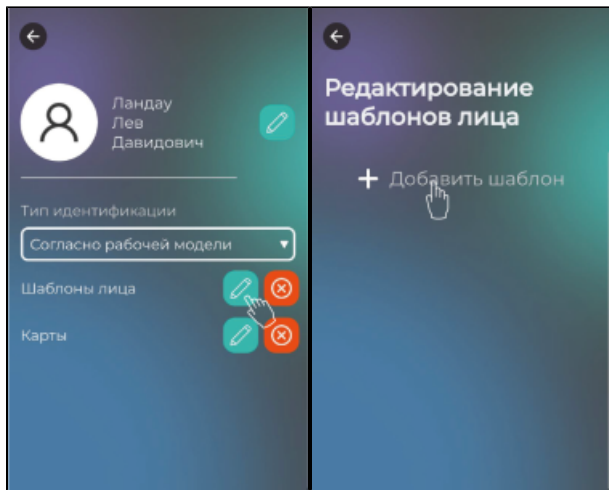 Ландау
Лев
Давидович
Тип идентификации
Согласно рабочей модели
Шаблоны лица
Карты
Редактирование
шаблонов лица
+ Добавить шаблон